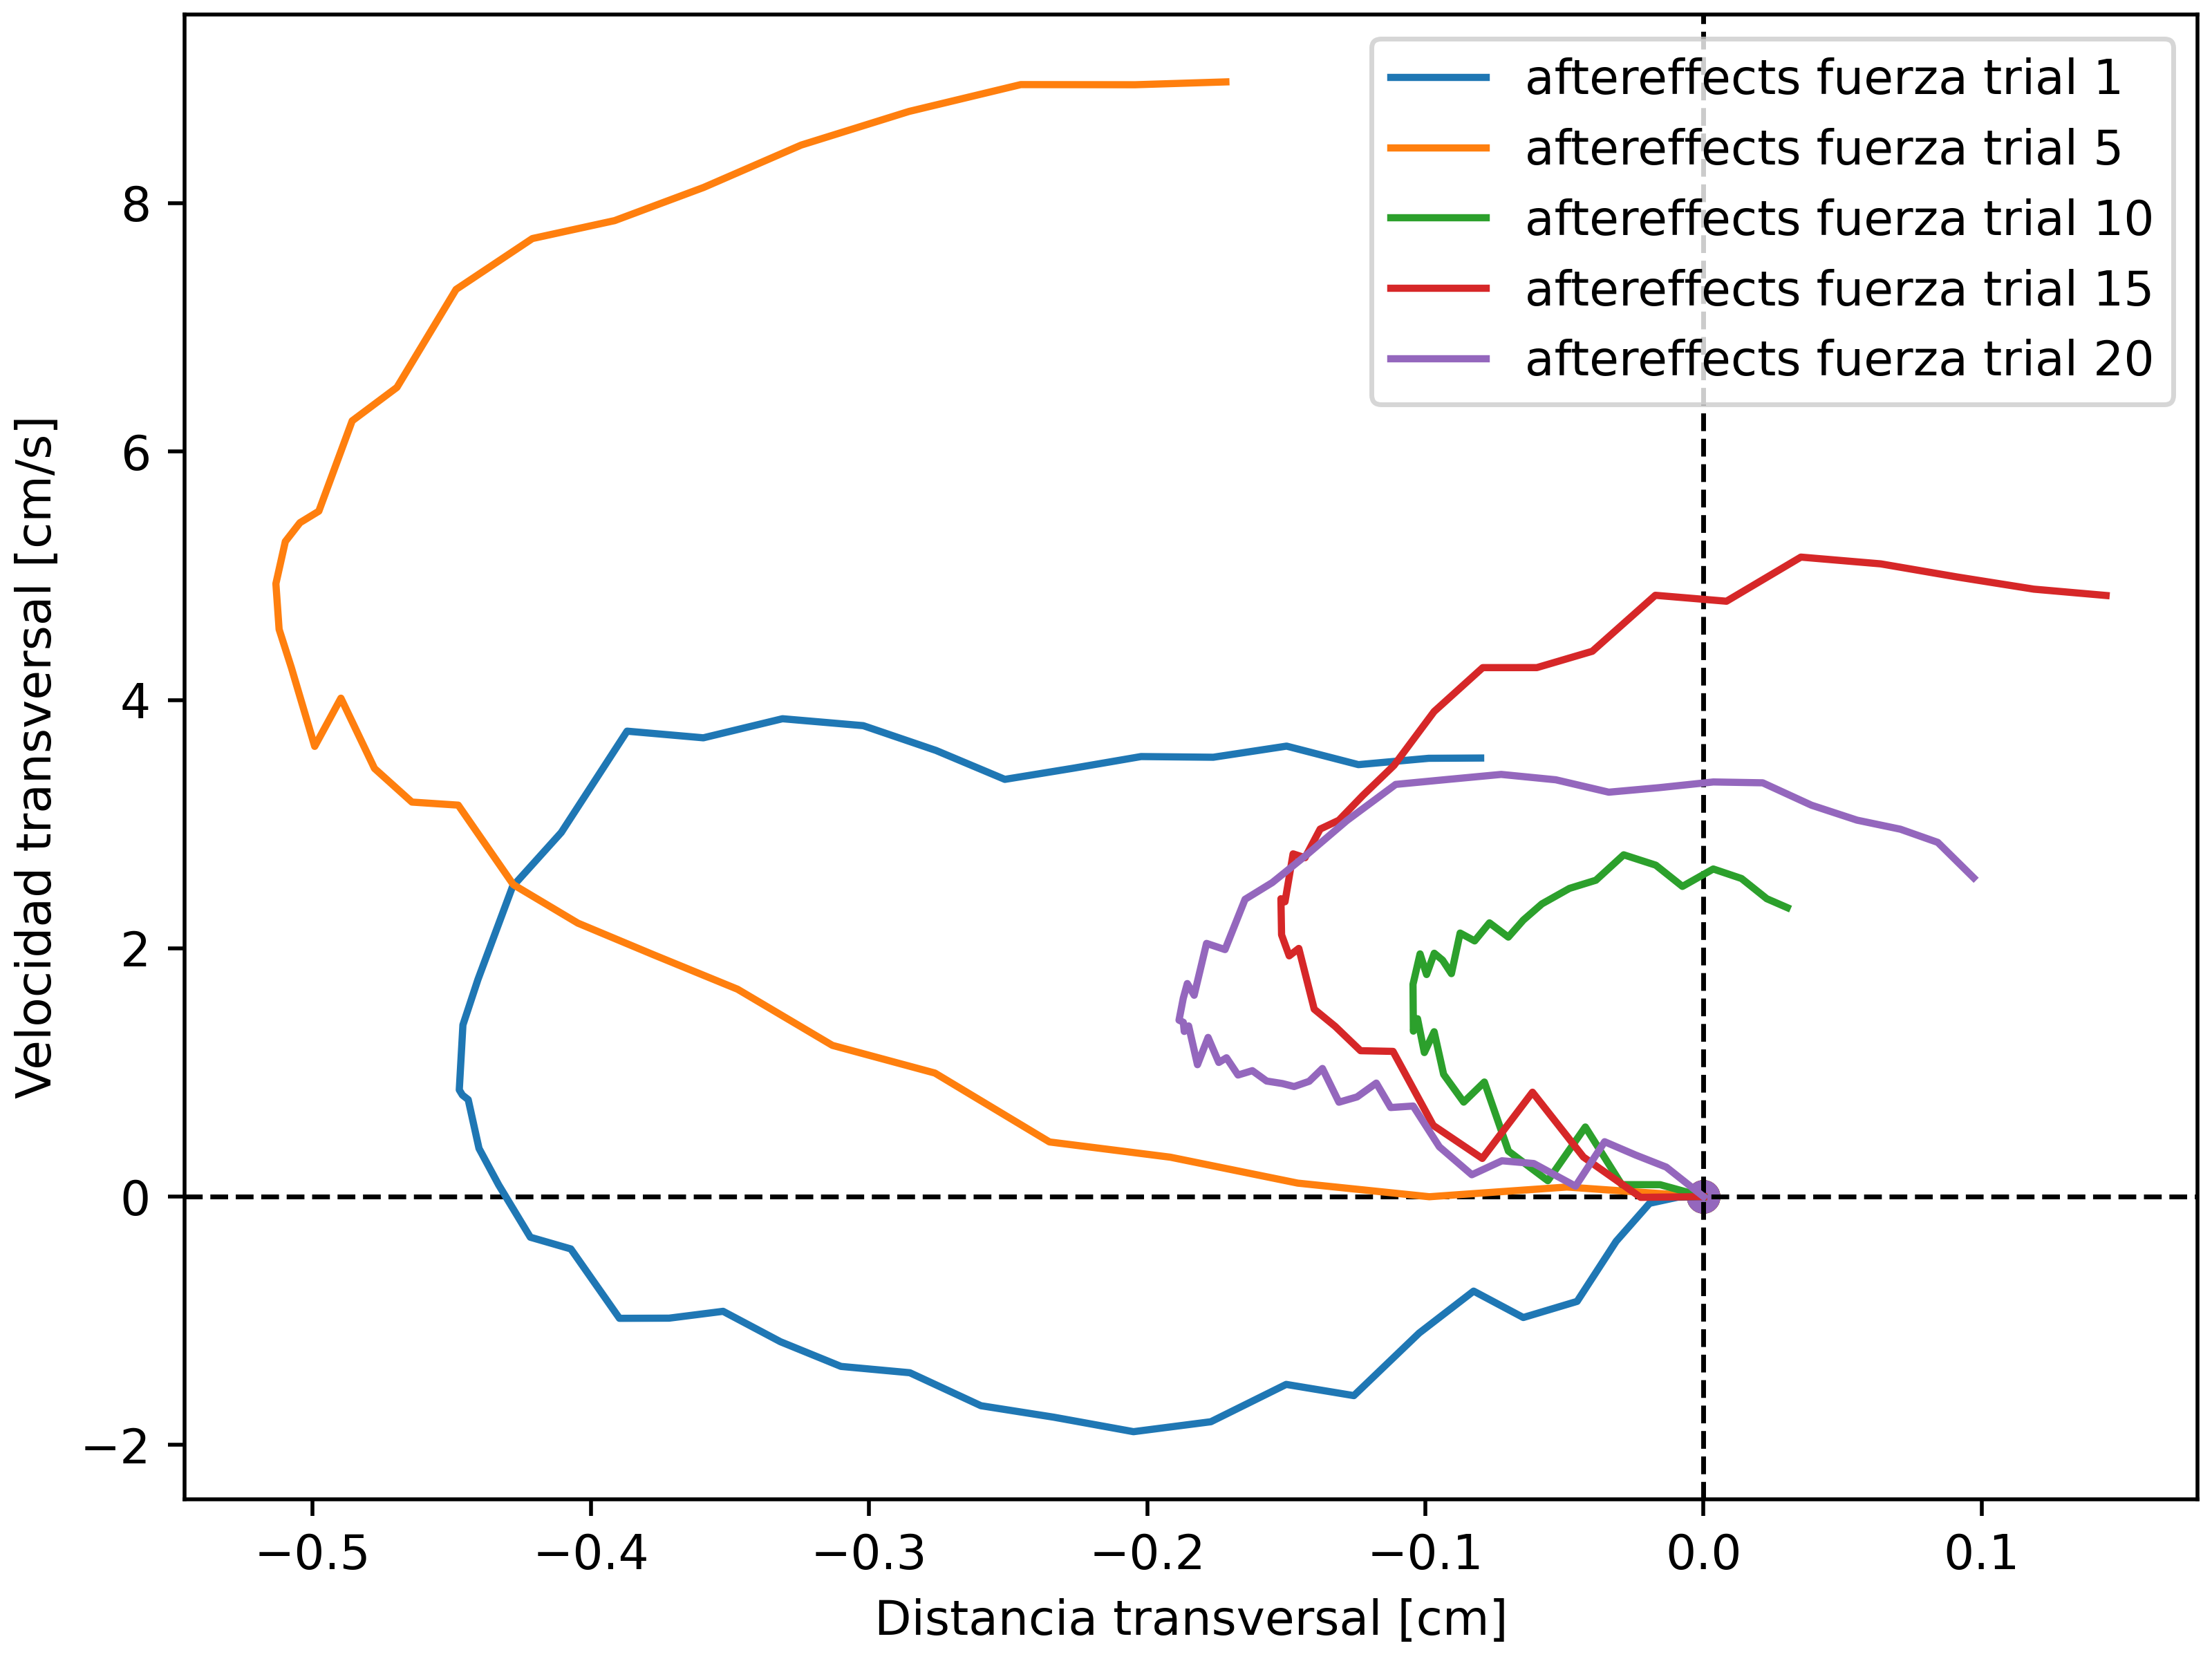 aftereffects fuerza trial 1
aftereffects fuerza trial 5
aftereffects fuerza trial 10
aftereffects fuerza trial 15
aftereffects fuerza trial 20
Velocidad transversal [cm/s]
8
6
4
2
0
−2
−0.5 −0.4 −0.3 −0.2 −0.1 0.0 0.1
Distancia transversal [cm]